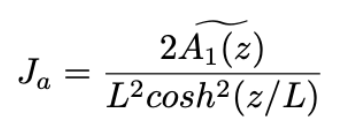 J_a = \frac{2\widetilde{A_1(z)}}{L^2 cosh^2(z/L)}